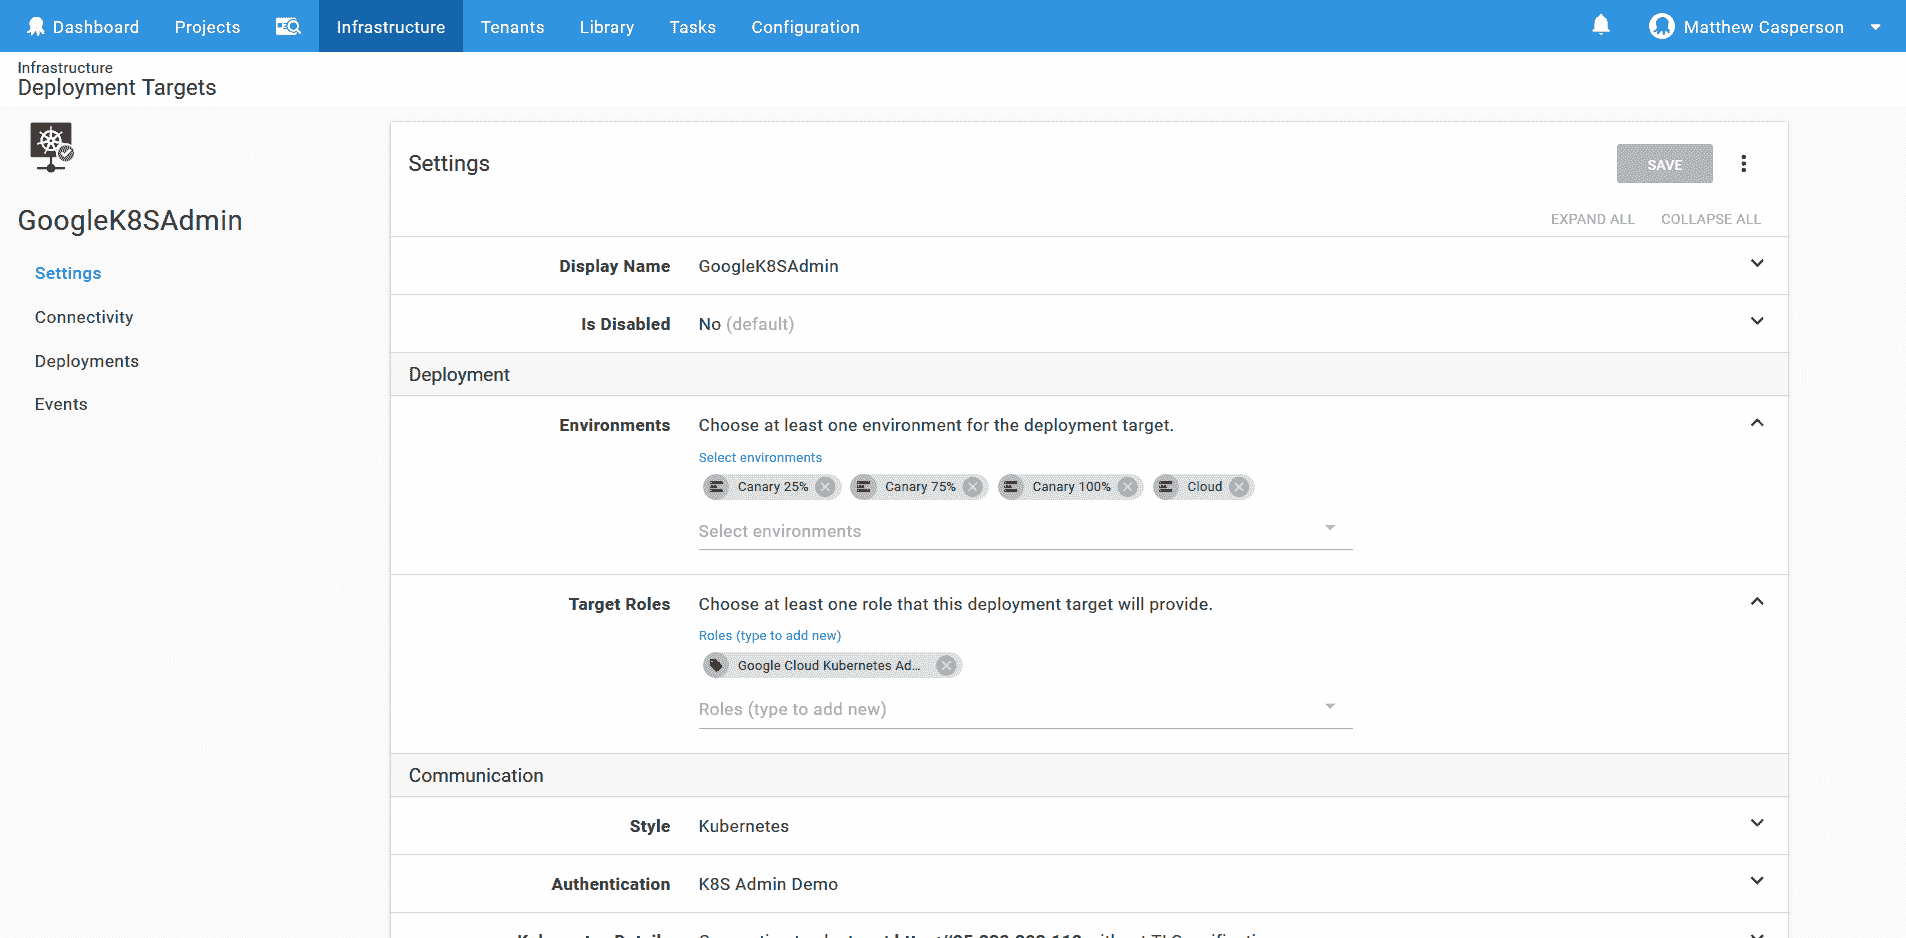 Dashboard Projects Infrastructure Tenants Library Tasks Configuration Matthew Casperson
Infrastructure
Deployment Targets
GoogleK8SAdmin
Settings
Connectivity
Deployments
Events
Settings
SAVE
EXPAND ALL COLLAPSE ALL
Display Name GoogleK8SAdmin
Is Disabled No (default)
Deployment
Environments Choose at least one environment for the deployment target.
Select environments
Canary 25% Canary 75% Canary 100% Cloud
Select environments
Target Roles Choose at least one role that this deployment target will provide.
Roles (type to add new)
Google Cloud Kubernetes Ad...
Roles (type to add new)
Communication
Style Kubernetes
Authentication K8S Admin Demo